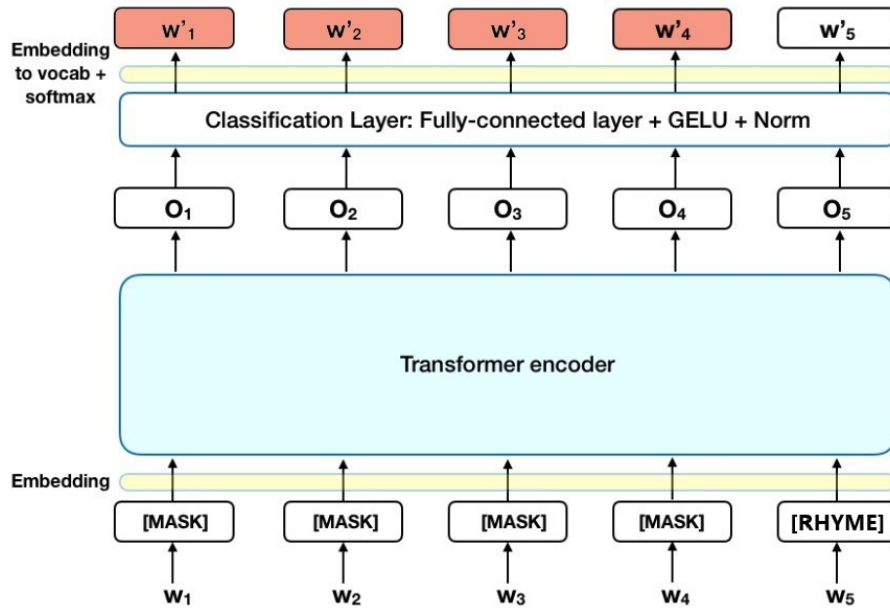 w'₁ w'₂ w'₃ w'₄ w'₅
Embedding
to vocab +
softmax
Classification Layer: Fully-connected layer + GELU + Norm
O₁ O₂ O₃ O₄ O₅
Transformer encoder
Embedding
[MASK] [MASK] [MASK] [MASK] [RHYME]
w₁ w₂ w₃ w₄ w₅